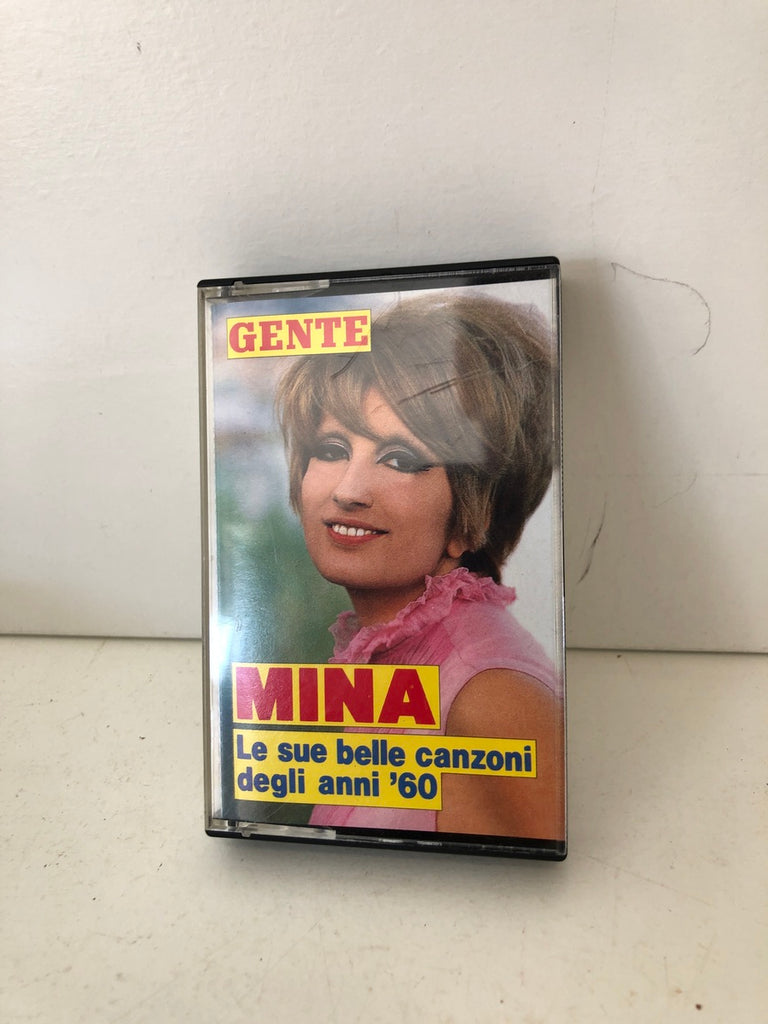 GENTE
MINA
Le sue belle canzoni
degli anni '60